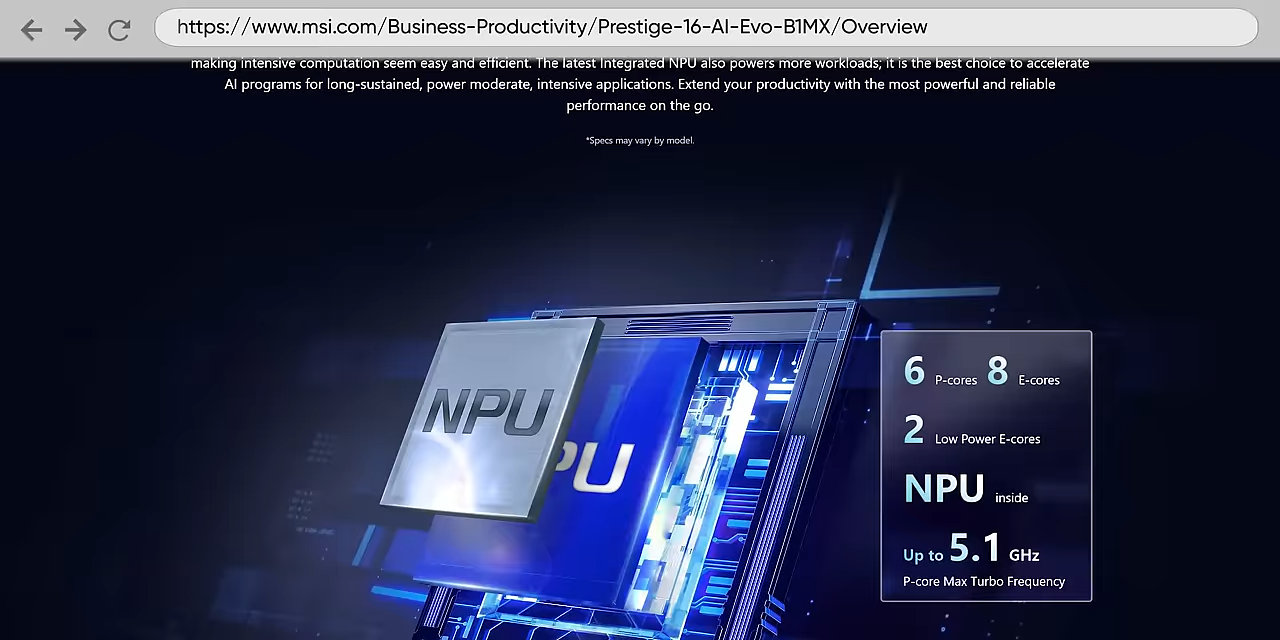 https://www.msi.com/Business-Productivity/Prestige-16-AI-Evo-B1MX/Overview
making intensive computation seem easy and efficient. The latest Integrated NPU also powers more workloads; it is the best choice to accelerate
AI programs for long-sustained, power moderate, intensive applications. Extend your productivity with the most powerful and reliable
performance on the go.
*Specs may vary by model.
NPU
PU
6 P-cores 8 E-cores
2 Low Power E-cores
NPU inside
Up to 5.1 GHz
P-core Max Turbo Frequency